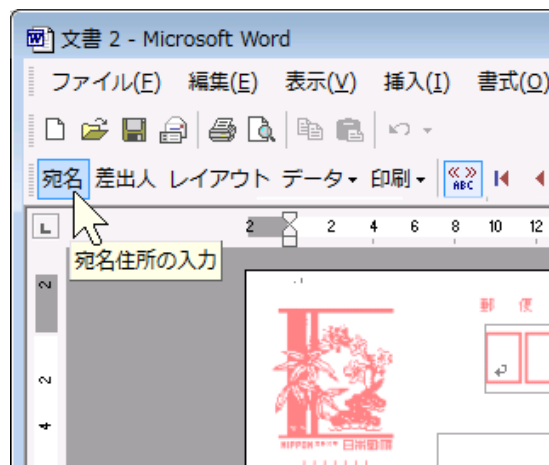 文書 2 - Microsoft Word
ファイル(F) 編集(E) 表示(V) 挿入(I) 書式(O)
宛名 差出人 レイアウト データ 印刷 ≪≫ ABC
2 2 4 6 8 10 12
宛名住所の入力
2
2
4
郵便
NIPPON 日本郵便